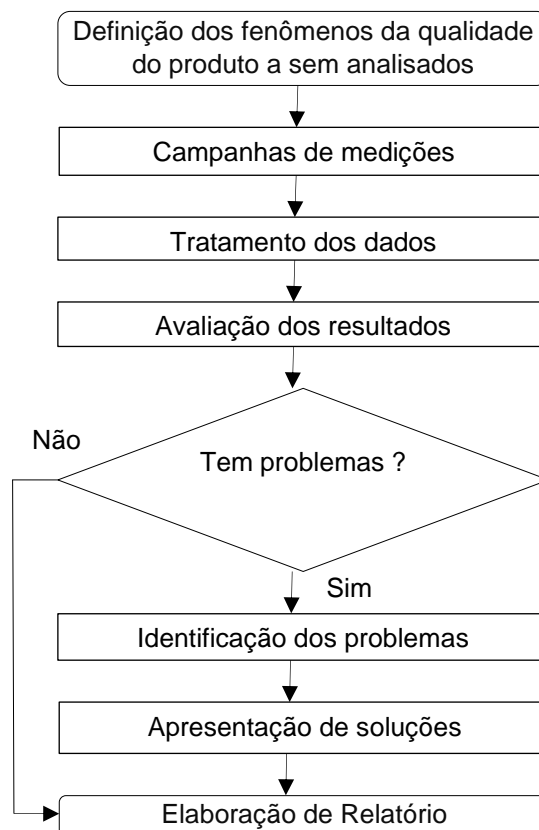 Definição dos fenômenos da qualidade
do produto a sem analisados
Campanhas de medições
Tratamento dos dados
Avaliação dos resultados
Não
Tem problemas ?
Sim
Identificação dos problemas
Apresentação de soluções
Elaboração de Relatório